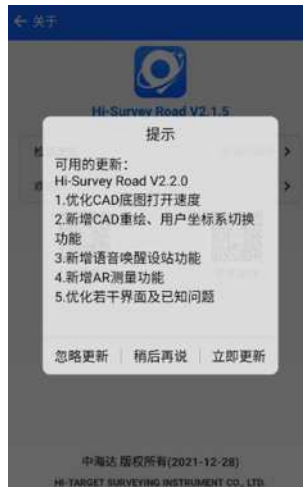 关于
Hi-Survey Road V2.1.5
提示
可用的更新：
Hi-Survey Road V2.2.0
1.优化CAD底图打开速度
2.新增CAD重绘、用户坐标系切换
功能
3.新增语音唤醒设站功能
4.新增AR测量功能
5.优化若干界面及已知问题
忽略更新
稍后再说
立即更新
中海达 版权所有(2021-12-28)
HI-TARGET SURVEYING INSTRUMENT CO., LTD.